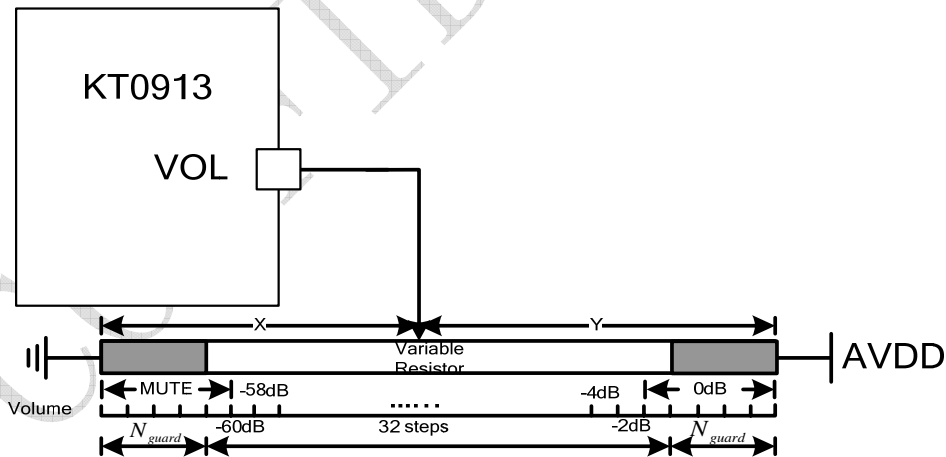 KT0913
VOL
X
Y
Variable
Resistor
AVDD
MUTE
-58dB
-4dB
0dB
Volume
......
N guard
-60dB
32 steps
-2dB
N guard